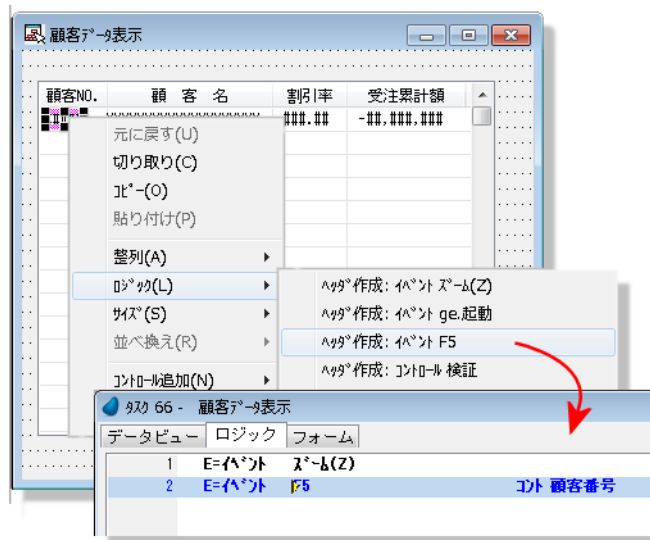 顧客ﾃﾞｰﾀ表示
顧客NO. 顧 客 名 割引率 受注累計額
###.## -##,###,###
元に戻す(U)
切り取り(C)
ｺﾋﾟｰ(O)
貼り付け(P)
整列(A)
ﾛｼﾞｯｸ(L)
ｻｲｽﾞ(S)
並べ換え(R)
ｺﾝﾄﾛｰﾙ追加(N)
ﾍｯﾀﾞ作成: ｲﾍﾞﾝﾄ ｽﾞｰﾑ(Z)
ﾍｯﾀﾞ作成: ｲﾍﾞﾝﾄ ge.起動
ﾍｯﾀﾞ作成: ｲﾍﾞﾝﾄ F5
ﾍｯﾀﾞ作成: ｺﾝﾄﾛｰﾙ 検証
ﾀｽｸ 66 - 顧客ﾃﾞｰﾀ表示
データビュー ロジック フォーム
1 E=ｲﾍﾞﾝﾄ ｽﾞｰﾑ(Z)
2 E=ｲﾍﾞﾝﾄ F5 ｺﾝﾄ 顧客番号